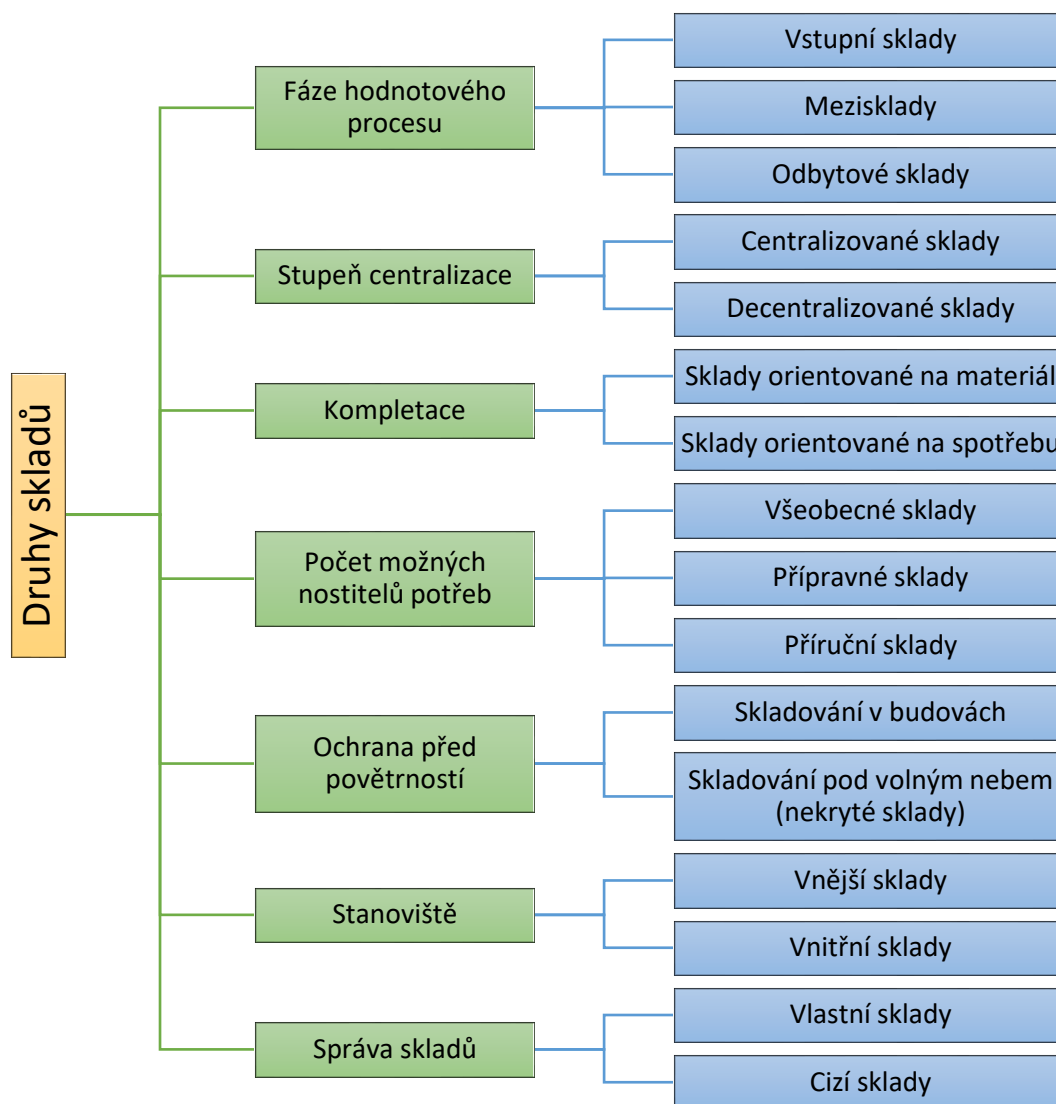 Druhy skladů
Fáze hodnotového
procesu
Vstupní sklady
Mezisklady
Odbytové sklady
Stupeň centralizace
Centralizované sklady
Decentralizované sklady
Kompletace
Sklady orientované na materiál
Sklady orientované na spotřebu
Počet možných
nostitelů potřeb
Všeobecné sklady
Přípravné sklady
Příruční sklady
Ochrana před
povětrností
Skladování v budovách
Skladování pod volným nebem
(nekryté sklady)
Stanoviště
Vnější sklady
Vnitřní sklady
Správa skladů
Vlastní sklady
Cizí sklady